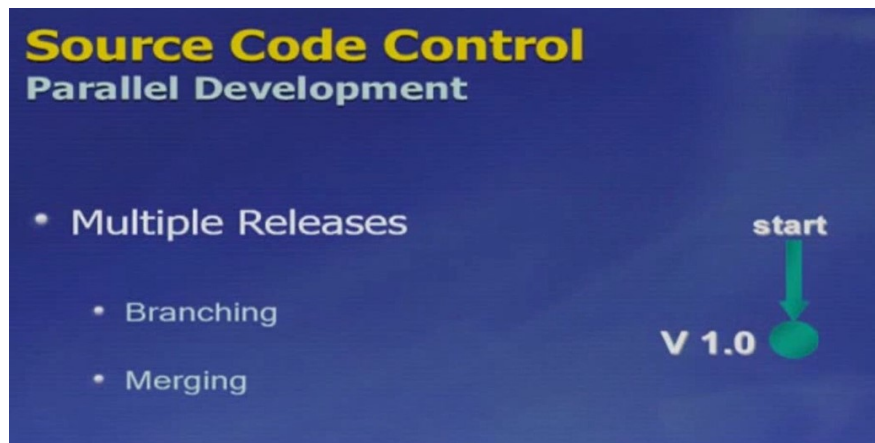 Source Code Control
Parallel Development
• Multiple Releases
• Branching
• Merging
start
V 1.0